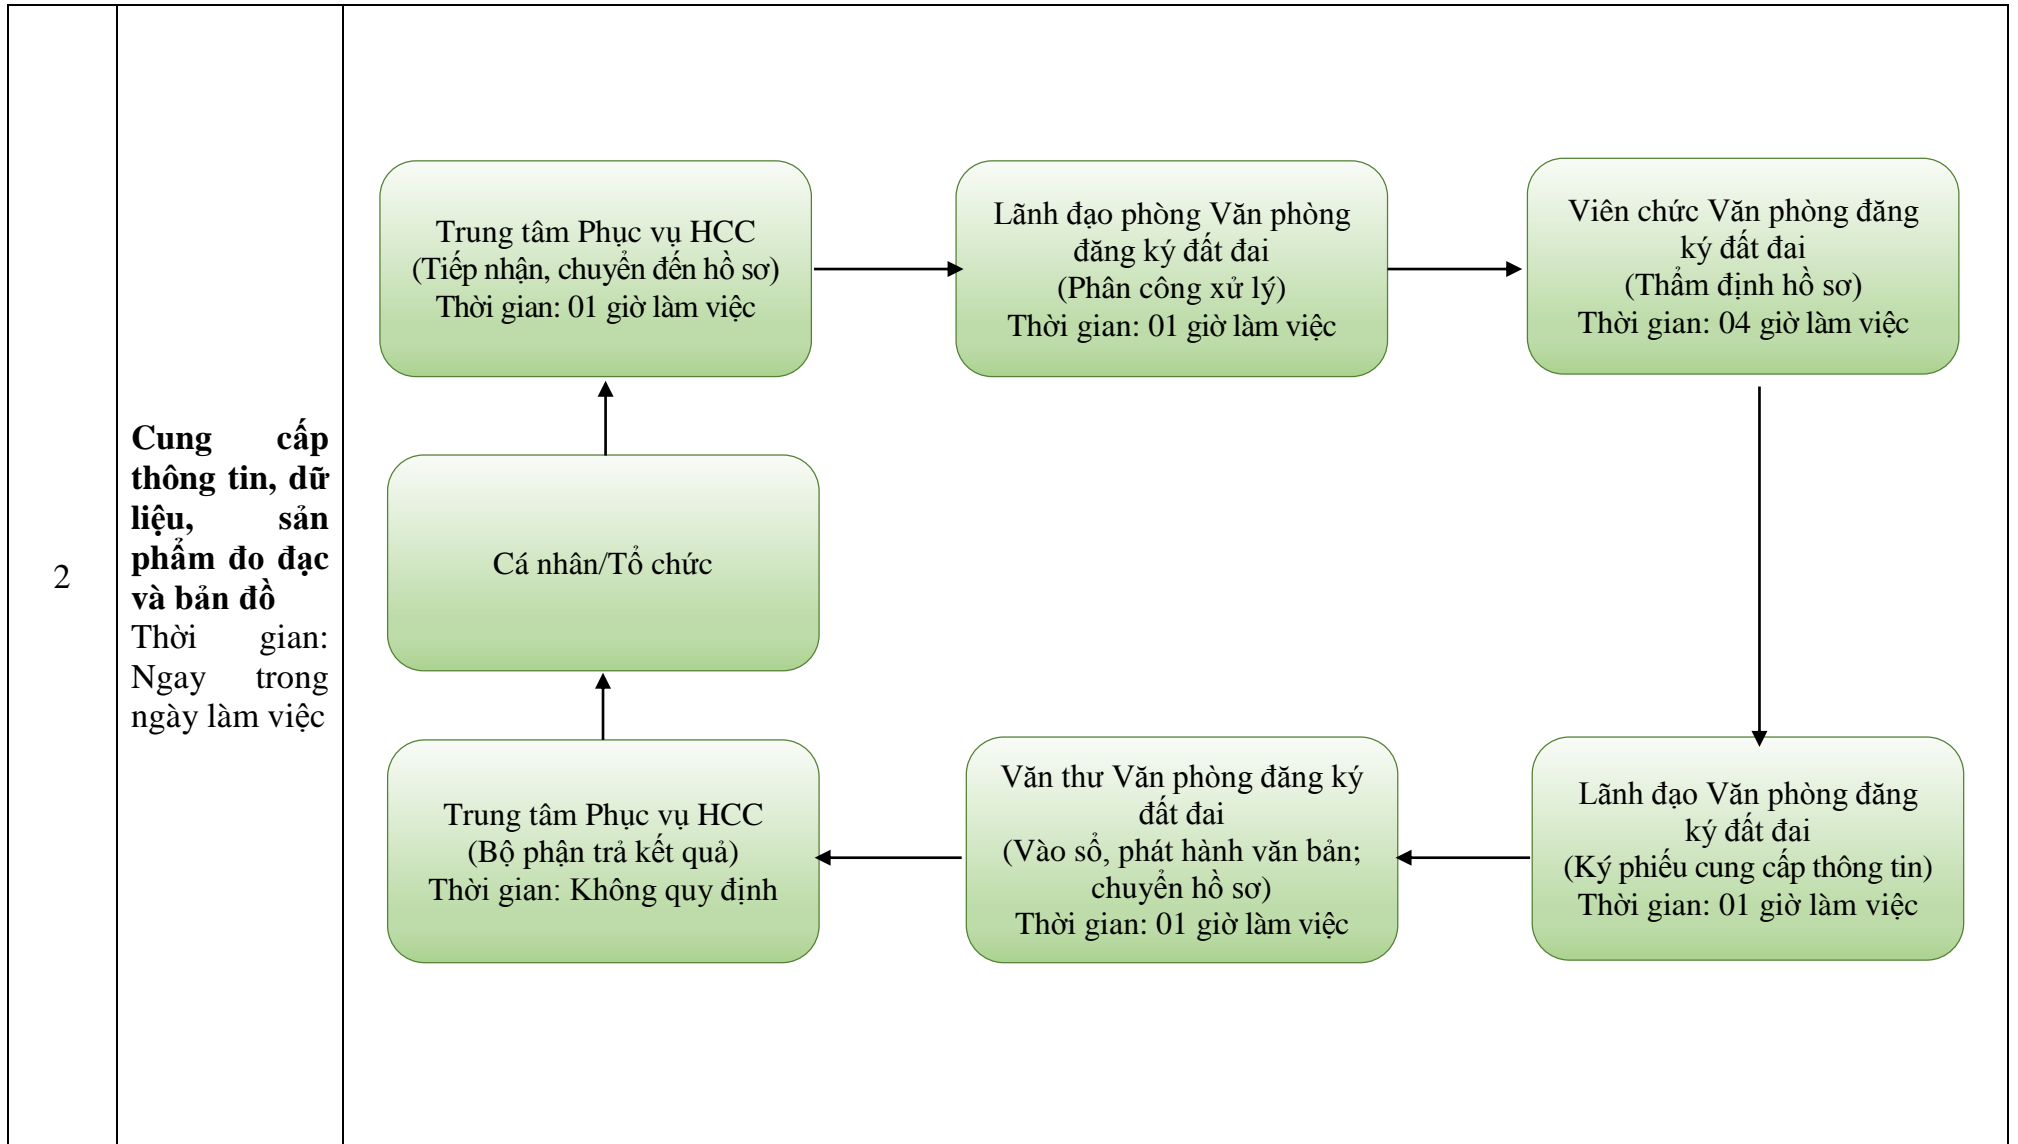 2
Cung cấp
thông tin, dữ
liệu, sản
phẩm đo đạc
và bản đồ
Thời gian:
Ngay trong
ngày làm việc
Trung tâm Phục vụ HCC
(Tiếp nhận, chuyển đến hồ sơ)
Thời gian: 01 giờ làm việc
Lãnh đạo phòng Văn phòng
đăng ký đất đai
(Phân công xử lý)
Thời gian: 01 giờ làm việc
Viên chức Văn phòng đăng
ký đất đai
(Thẩm định hồ sơ)
Thời gian: 04 giờ làm việc
Cá nhân/Tổ chức
Trung tâm Phục vụ HCC
(Bộ phận trả kết quả)
Thời gian: Không quy định
Văn thư Văn phòng đăng ký
đất đai
(Vào sổ, phát hành văn bản;
chuyển hồ sơ)
Thời gian: 01 giờ làm việc
Lãnh đạo Văn phòng đăng
ký đất đai
(Ký phiếu cung cấp thông tin)
Thời gian: 01 giờ làm việc